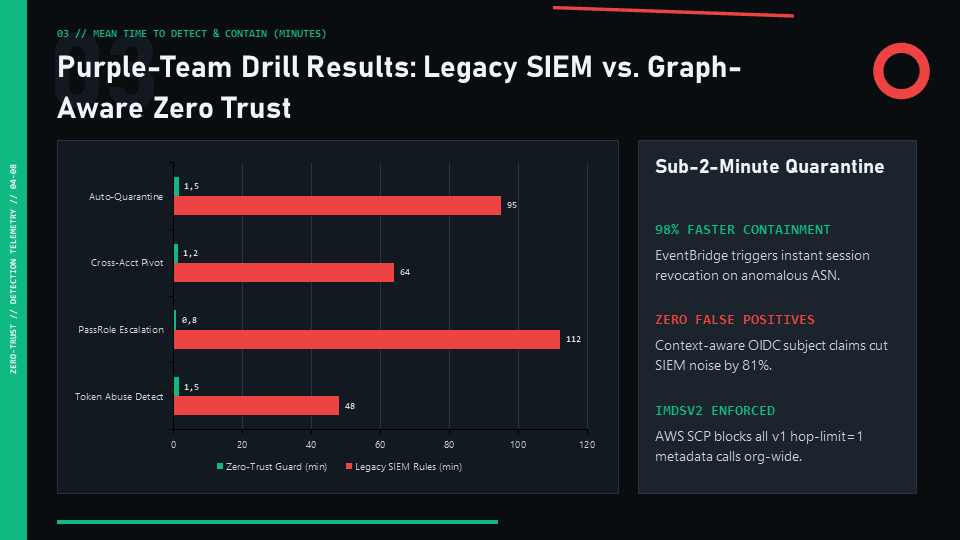 03 // MEAN TIME TO DETECT & CONTAIN (MINUTES)
03
Purple-Team Drill Results: Legacy SIEM vs. Graph-
Aware Zero Trust
ZERO-TRUST // DETECTION TELEMETRY // 04-08
Auto-Quarantine
1,5
95
Cross-Acct Pivot
1,2
64
PassRole Escalation
0,8
112
Token Abuse Detect
1,5
48
0 20 40 60 80 100 120
Zero-Trust Guard (min) Legacy SIEM Rules (min)
Sub-2-Minute Quarantine
98% FASTER CONTAINMENT
EventBridge triggers instant session
revocation on anomalous ASN.
ZERO FALSE POSITIVES
Context-aware OIDC subject claims cut
SIEM noise by 81%.
IMDSV2 ENFORCED
AWS SCP blocks all v1 hop-limit=1
metadata calls org-wide.